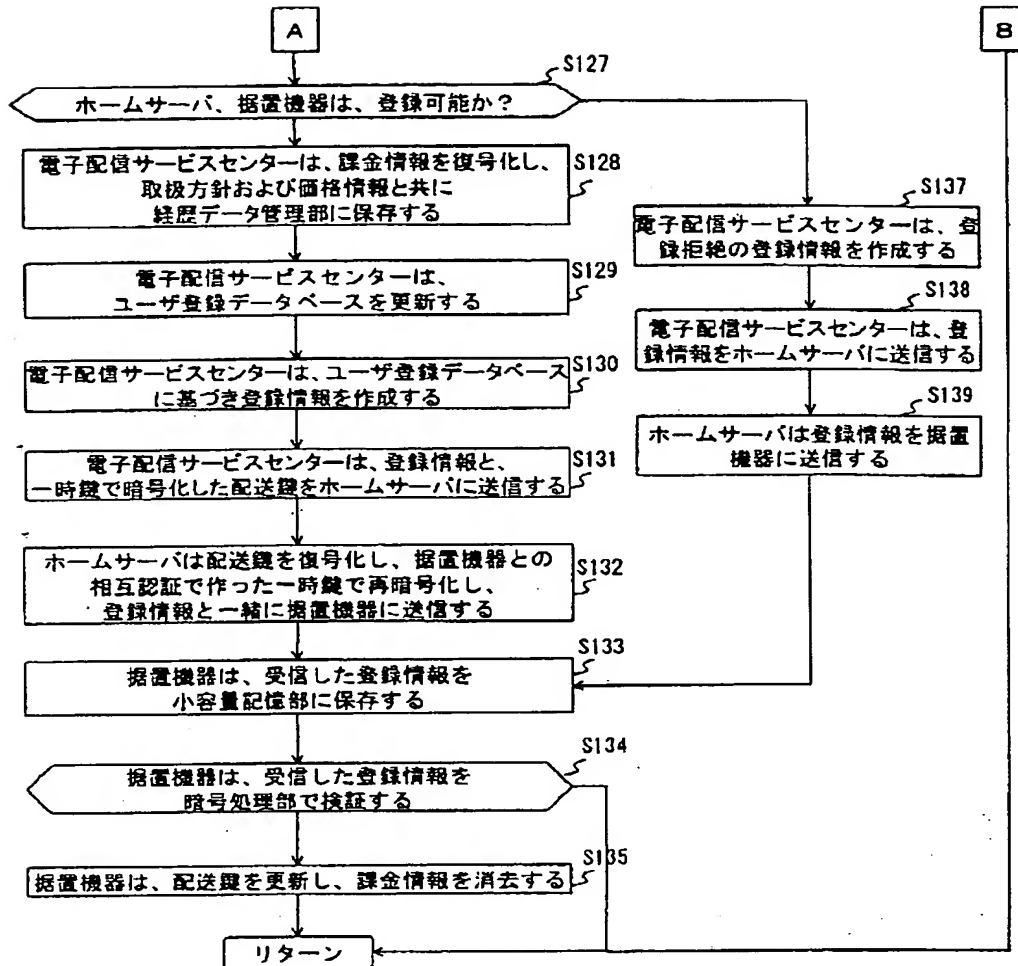 A
B
S127
ホームサーバ、据置機器は、登録可能か？
電子配信サービスセンターは、課金情報を復号化し、
取扱方針および価格情報と共に
経歴データ管理部に保存する
S128
S137
電子配信サービスセンターは、登
録拒絶の登録情報を作成する
電子配信サービスセンターは、
ユーザ登録データベースを更新する
S129
S138
電子配信サービスセンターは、登
録情報をホームサーバに送信する
電子配信サービスセンターは、ユーザ登録データベース
に基づき登録情報を作成する
S130
S139
ホームサーバは登録情報を据置
機器に送信する
電子配信サービスセンターは、登録情報と、
一時鍵で暗号化した配送鍵をホームサーバに送信する
S131
ホームサーバは配送鍵を復号化し、据置機器との
相互認証で作った一時鍵で再暗号化し、
登録情報と一緒に据置機器に送信する
S132
S133
据置機器は、受信した登録情報を
小容量記憶部に保存する
S134
据置機器は、受信した登録情報を
暗号処理部で検証する
S135
据置機器は、配送鍵を更新し、課金情報を消去する
リターン